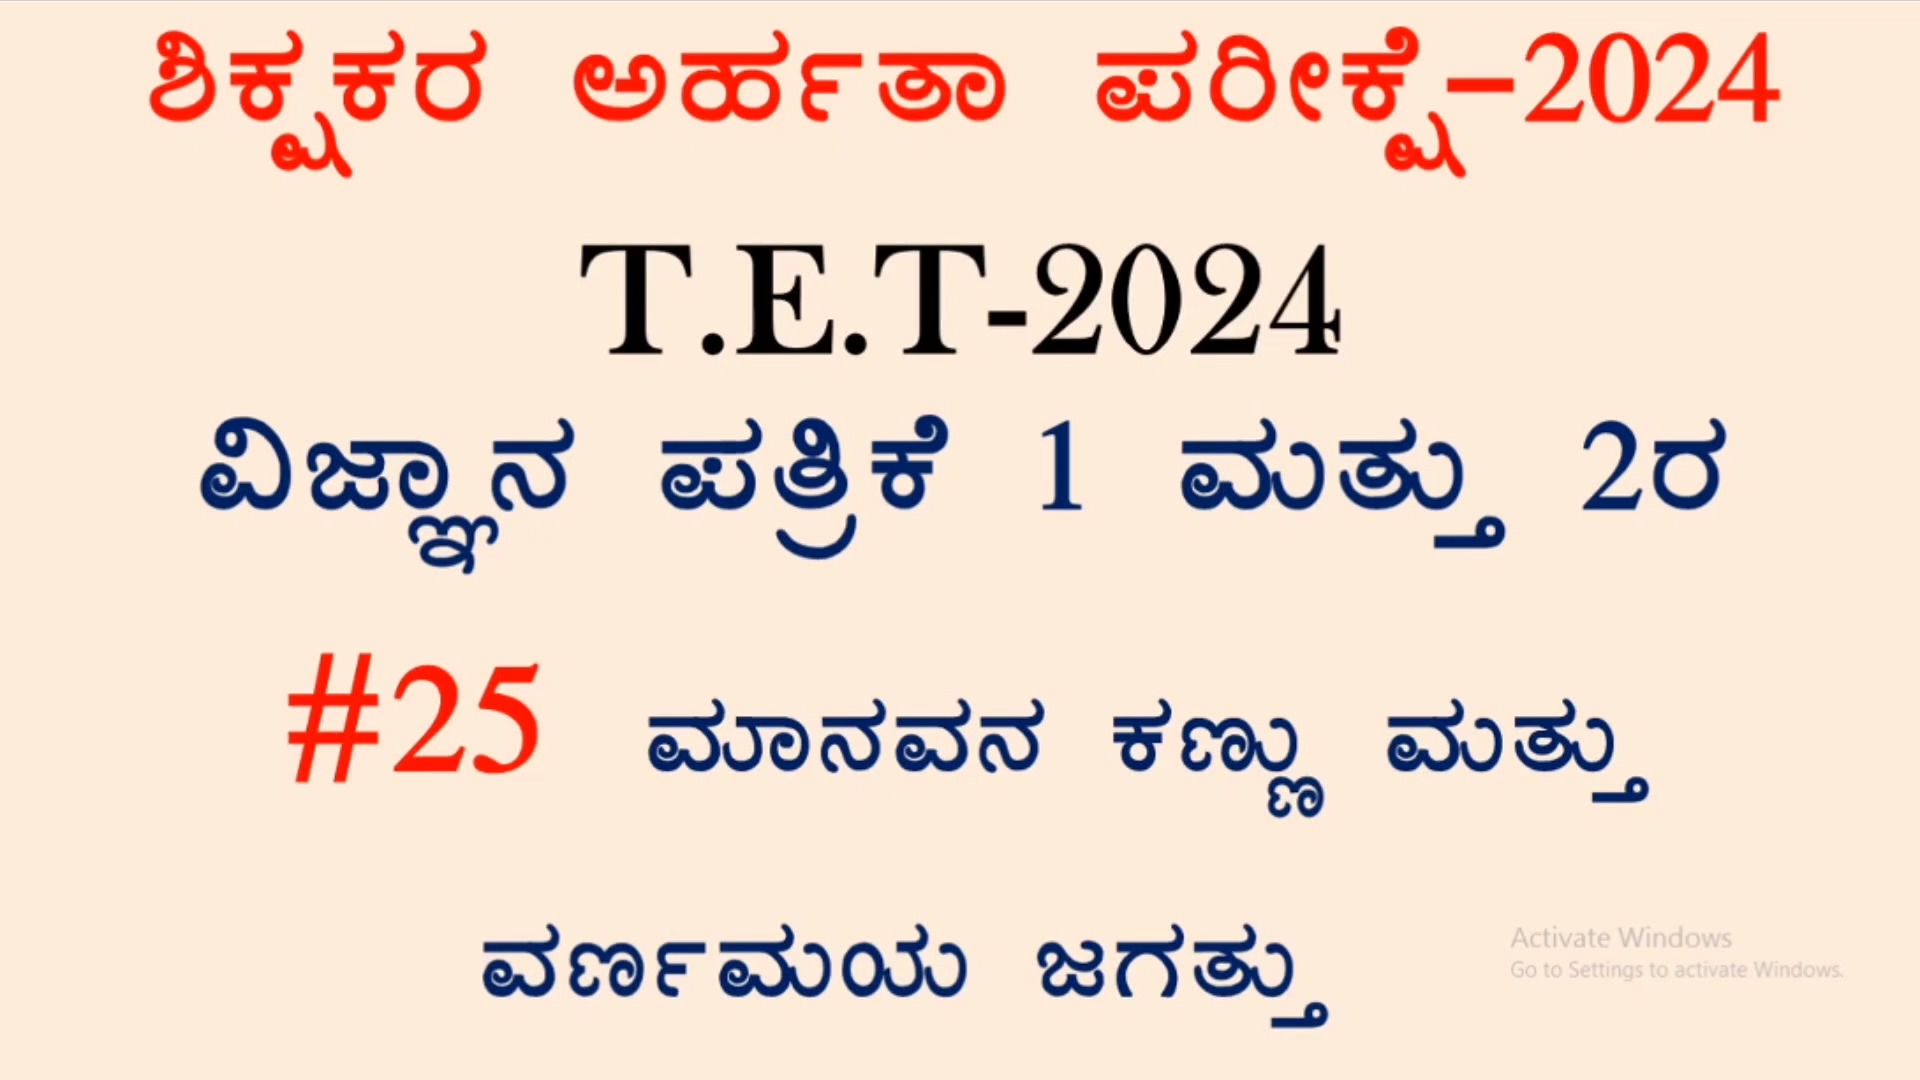 ಶಿಕ್ಷಕರ ಅರ್ಹತಾ ಪರೀಕ್ಷೆ-2024
T.E.T-2024
ವಿಜ್ಞಾನ ಪತ್ರಿಕೆ 1 ಮತ್ತು 2ರ
#25 ಮಾನವನ ಕಣ್ಣು ಮತ್ತು
ವರ್ಣಮಯ ಜಗತ್ತು
Activate Windows
Go to Settings to activate Windows.